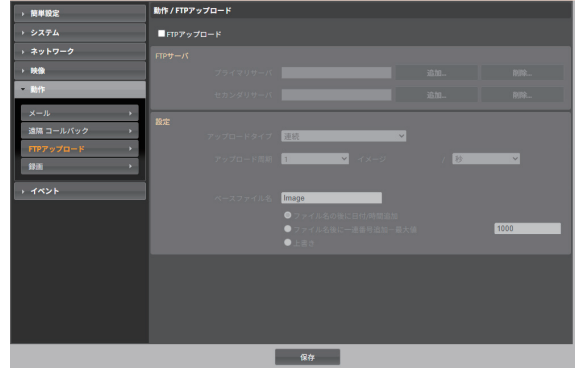 簡単設定
システム
ネットワーク
映像
動作
メール
遠隔 コールバック
FTPアップロード
録画
イベント
動作 / FTPアップロード
FTPアップロード
FTPサーバ
プライマリサーバ 追加... 削除...
セカンダリサーバ 追加... 削除...
設定
アップロードタイプ 連続
アップロード周期 1 イメージ / 秒
ベースファイル名 Image
ファイル名の後に日付/時間追加
ファイル名後に一連番号追加 - 最大値 1000
上書き
保存